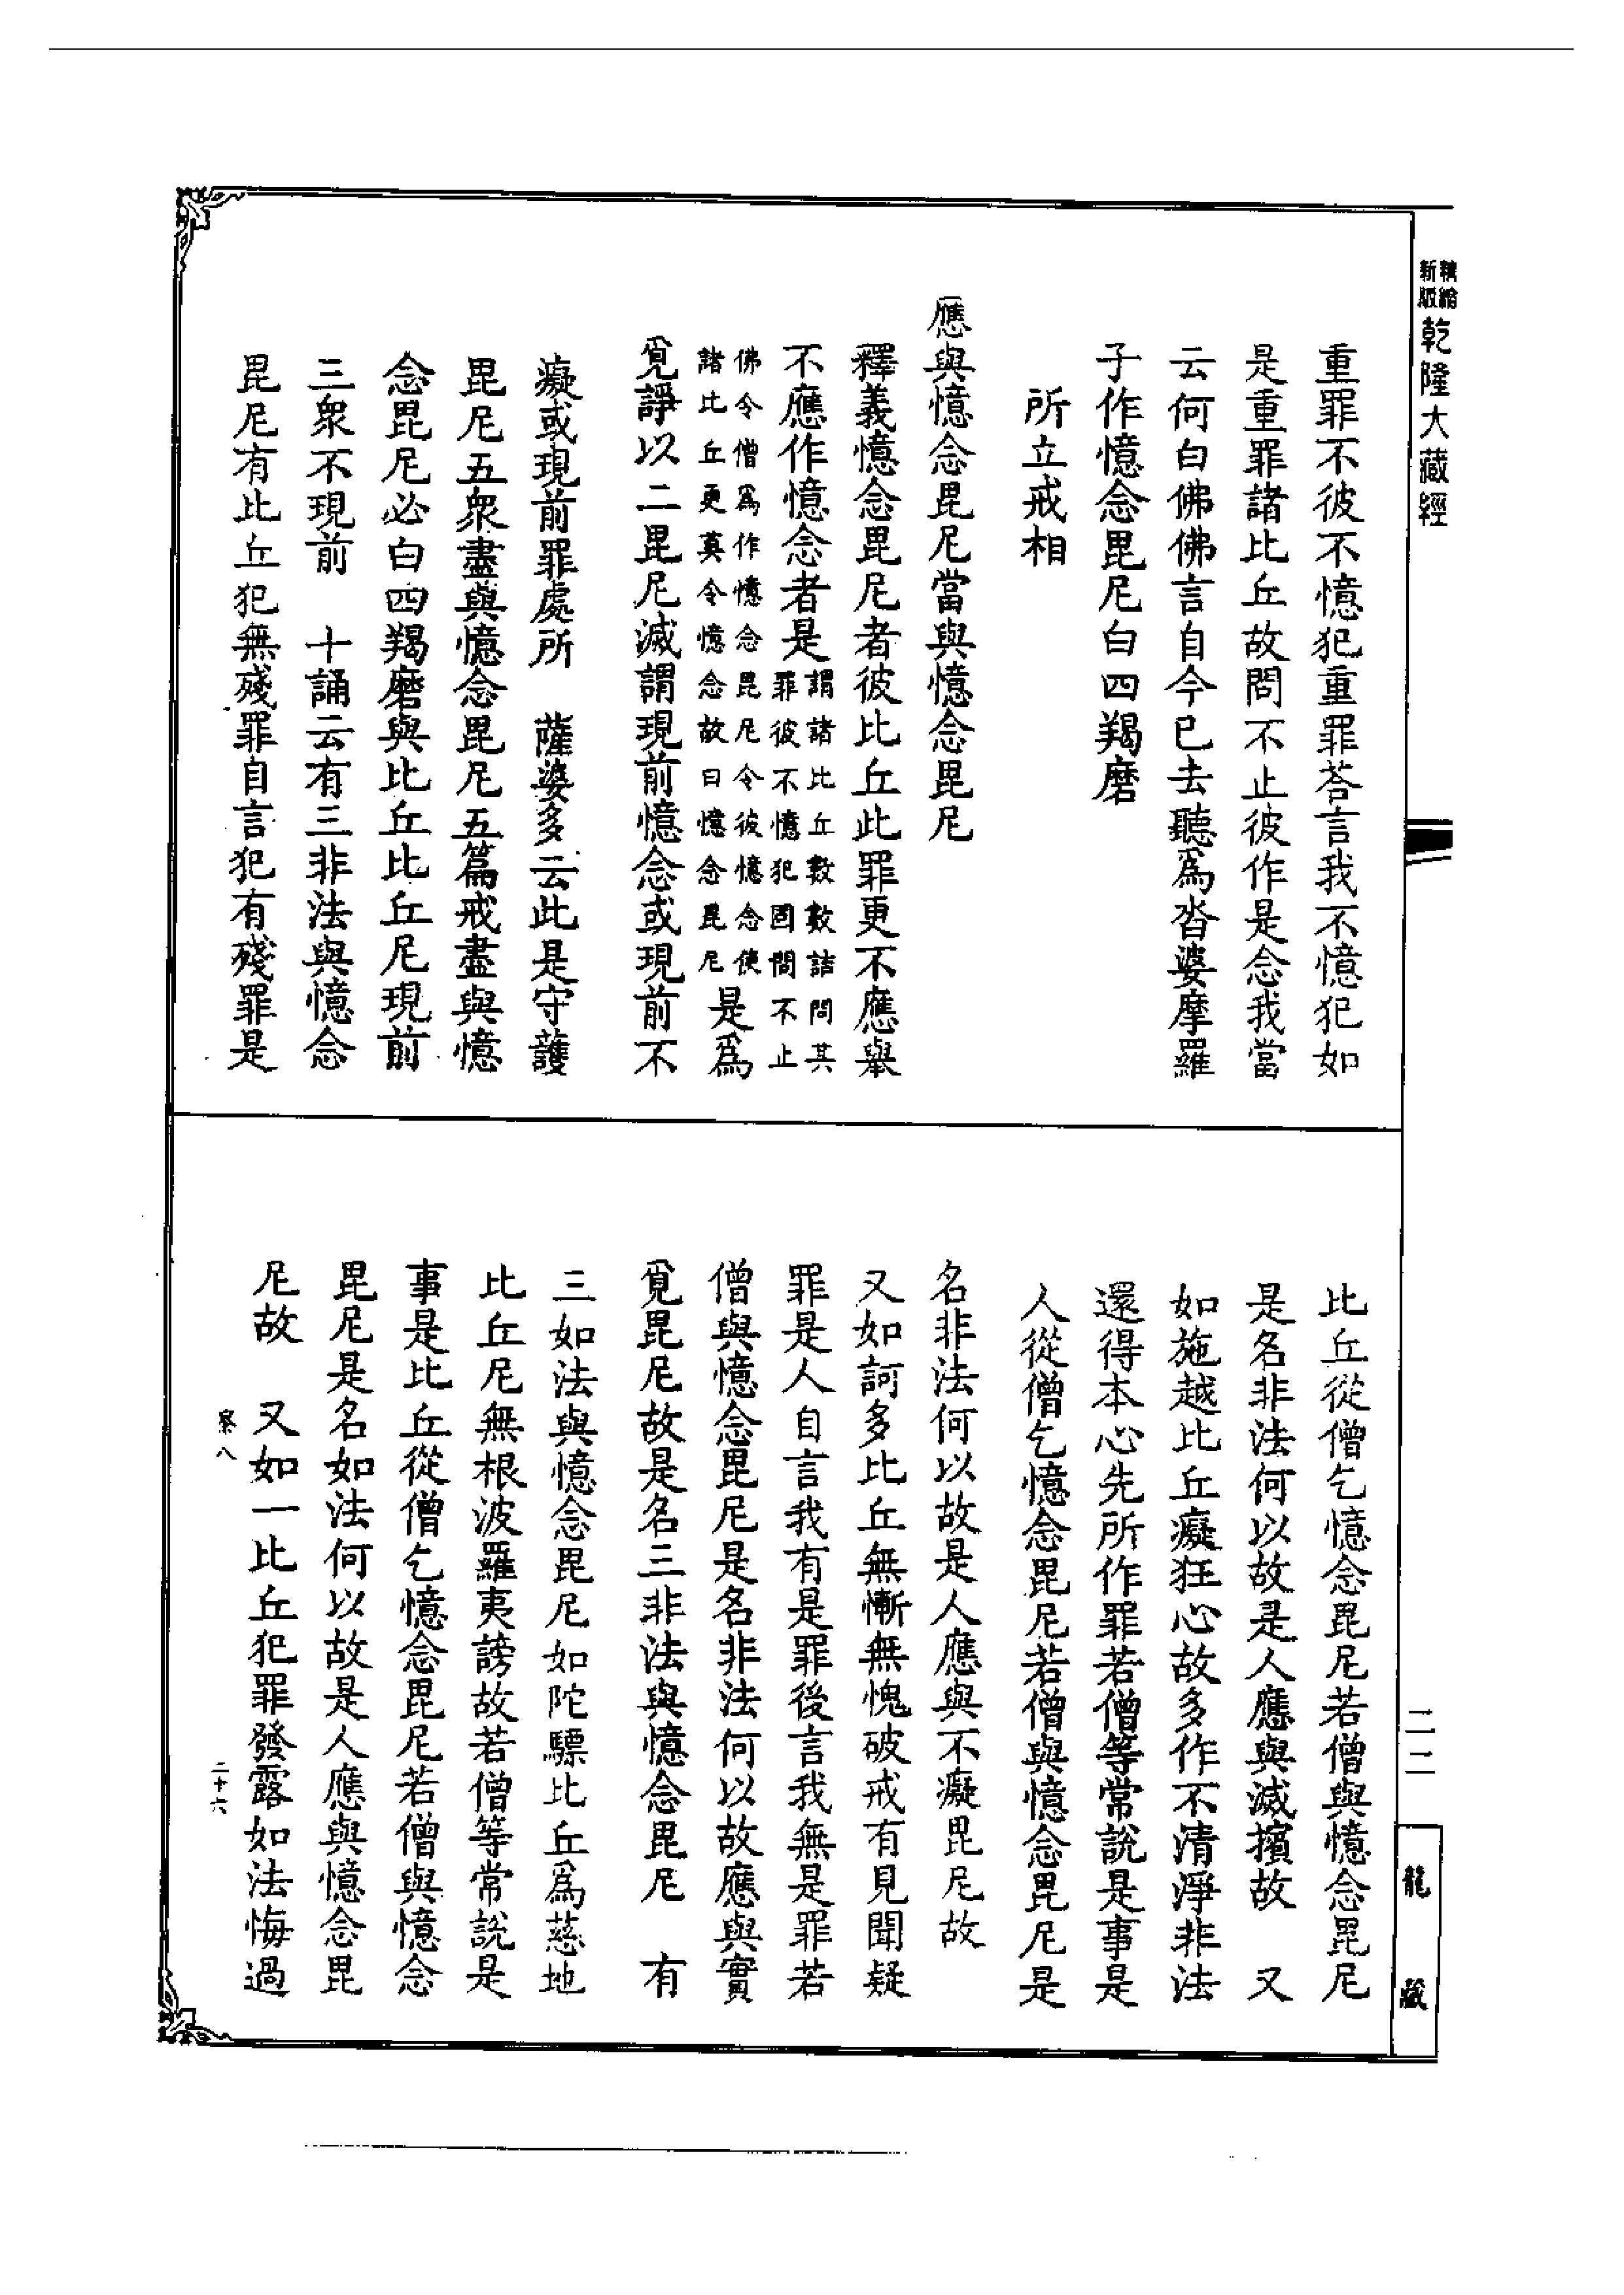 精繪
新版
乾隆大藏經
重罪不彼不憶犯重罪荅言我不憶犯如
是重罪諸比丘故問不止彼作是念我當
云何白佛佛言自今已去聽爲沓婆摩羅
子作憶念毘尼白四羯磨
所立戒相
應與憶念毘尼當與憶念毘尼
釋義憶念毘尼者彼比丘此罪更不應舉
不應作憶念者是
謂諸比丘數數詰問其
罪彼不憶犯固問不止
佛令僧爲作憶念毘尼令彼憶念使
諸比丘更莫令憶念故曰憶念毘尼
是爲
覓諍以二毘尼滅謂現前憶念或現前不
癡或現前罪處所　薩婆多云此是守護
毘尼五衆盡與憶念毘尼五篇戒盡與憶
念毘尼必白四羯磨與比丘比丘尼現前
三衆不現前　十誦云有三非法與憶念
毘尼有比丘犯無殘罪自言犯有殘罪是
比丘從僧乞憶念毘尼若僧與憶念毘尼
是名非法何以故是人應與滅擯故　又
如施越比丘癡狂心故多作不清淨非法
還得本心先所作罪若僧等常說是事是
人從僧乞憶念毘尼若僧與憶念毘尼是
名非法何以故是人應與不癡毘尼故
又如訶多比丘無慚無愧破戒有見聞疑
罪是人自言我有是罪後言我無是罪若
僧與憶念毘尼是名非法何以故應與實
覓毘尼故是名三非法與憶念毘尼　有
三如法與憶念毘尼如陀驃比丘爲慈地
比丘尼無根波羅夷謗故若僧等常說是
事是比丘從僧乞憶念毘尼若僧與憶念
毘尼是名如法何以故是人應與憶念毘
尼故　又如一比丘犯罪發露如法悔過
察八
二十六
二二
龍藏